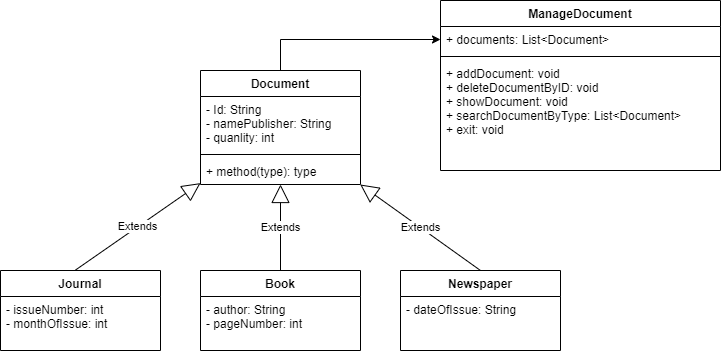 ManageDocument
+ documents: List<Document>
+ addDocument: void
+ deleteDocumentByID: void
+ showDocument: void
+ searchDocumentByType: List<Document>
+ exit: void
Document
- Id: String
- namePublisher: String
- quanlity: int
+ method(type): type
Extends
Extends
Extends
Journal
- issueNumber: int
- monthOfIssue: int
Book
- author: String
- pageNumber: int
Newspaper
- dateOfIssue: String